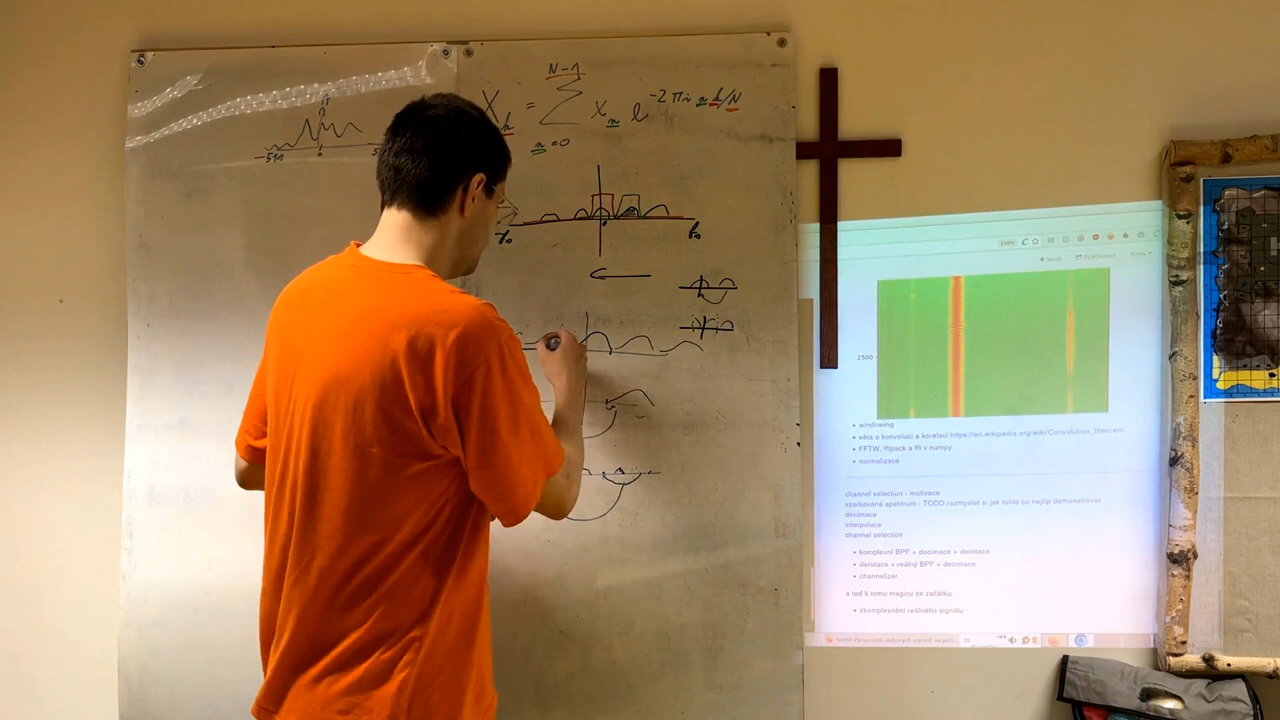 N-1
X_k = Σ x_n e^{-2πi n k/N}
n=0
-511
2500
• windowing
• věta o konvoluci a korelaci https://en.wikipedia.org/wiki/Convolution_theorem
• FFTW, fftpack a fft v numpy
• normalizace
channel selection - motivace
vzorkované spektrum - TODO rozmyslet si jak tohle co nejlíp demonstrovat
decimace
interpolace
channel selection
• komplexní BPF + decimace + derotace
• derotace + reálný BPF + decimace
• channelizer
a teď k tomu magicu ze začátku
• zkomplexnění reálného signálu